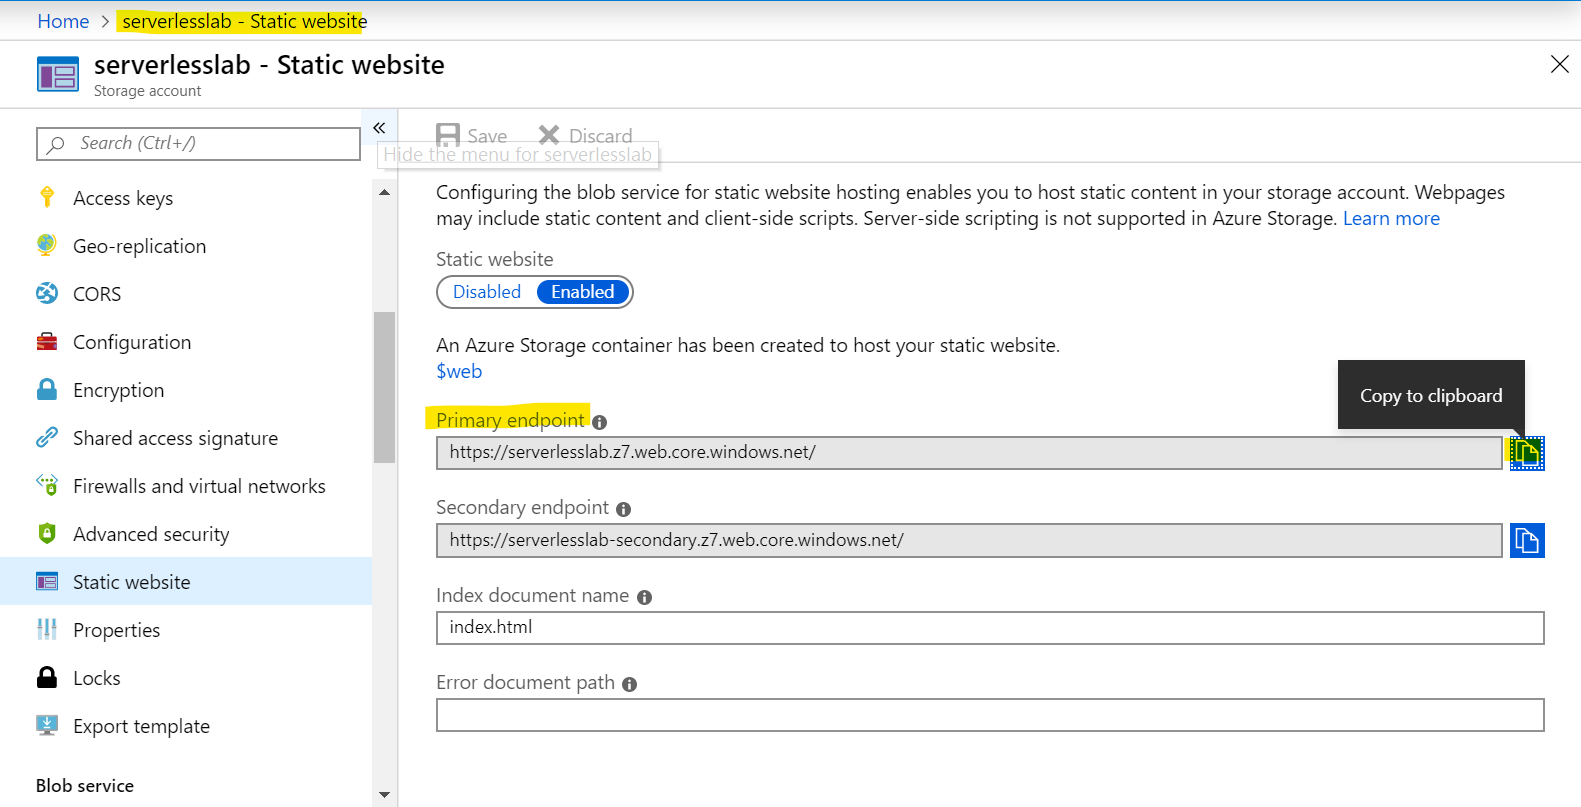 Home > serverlesslab - Static website
serverlesslab - Static website
Storage account
Search (Ctrl+/)
«
Access keys
Geo-replication
CORS
Configuration
Encryption
Shared access signature
Firewalls and virtual networks
Advanced security
Static website
Properties
Locks
Export template
Blob service
Save
Discard
Hide the menu for serverlesslab
Configuring the blob service for static website hosting enables you to host static content in your storage account. Webpages
may include static content and client-side scripts. Server-side scripting is not supported in Azure Storage. Learn more
Static website
Disabled Enabled
An Azure Storage container has been created to host your static website.
$web
Copy to clipboard
Primary endpoint
https://serverlesslab.z7.web.core.windows.net/
Secondary endpoint
https://serverlesslab-secondary.z7.web.core.windows.net/
Index document name
index.html
Error document path